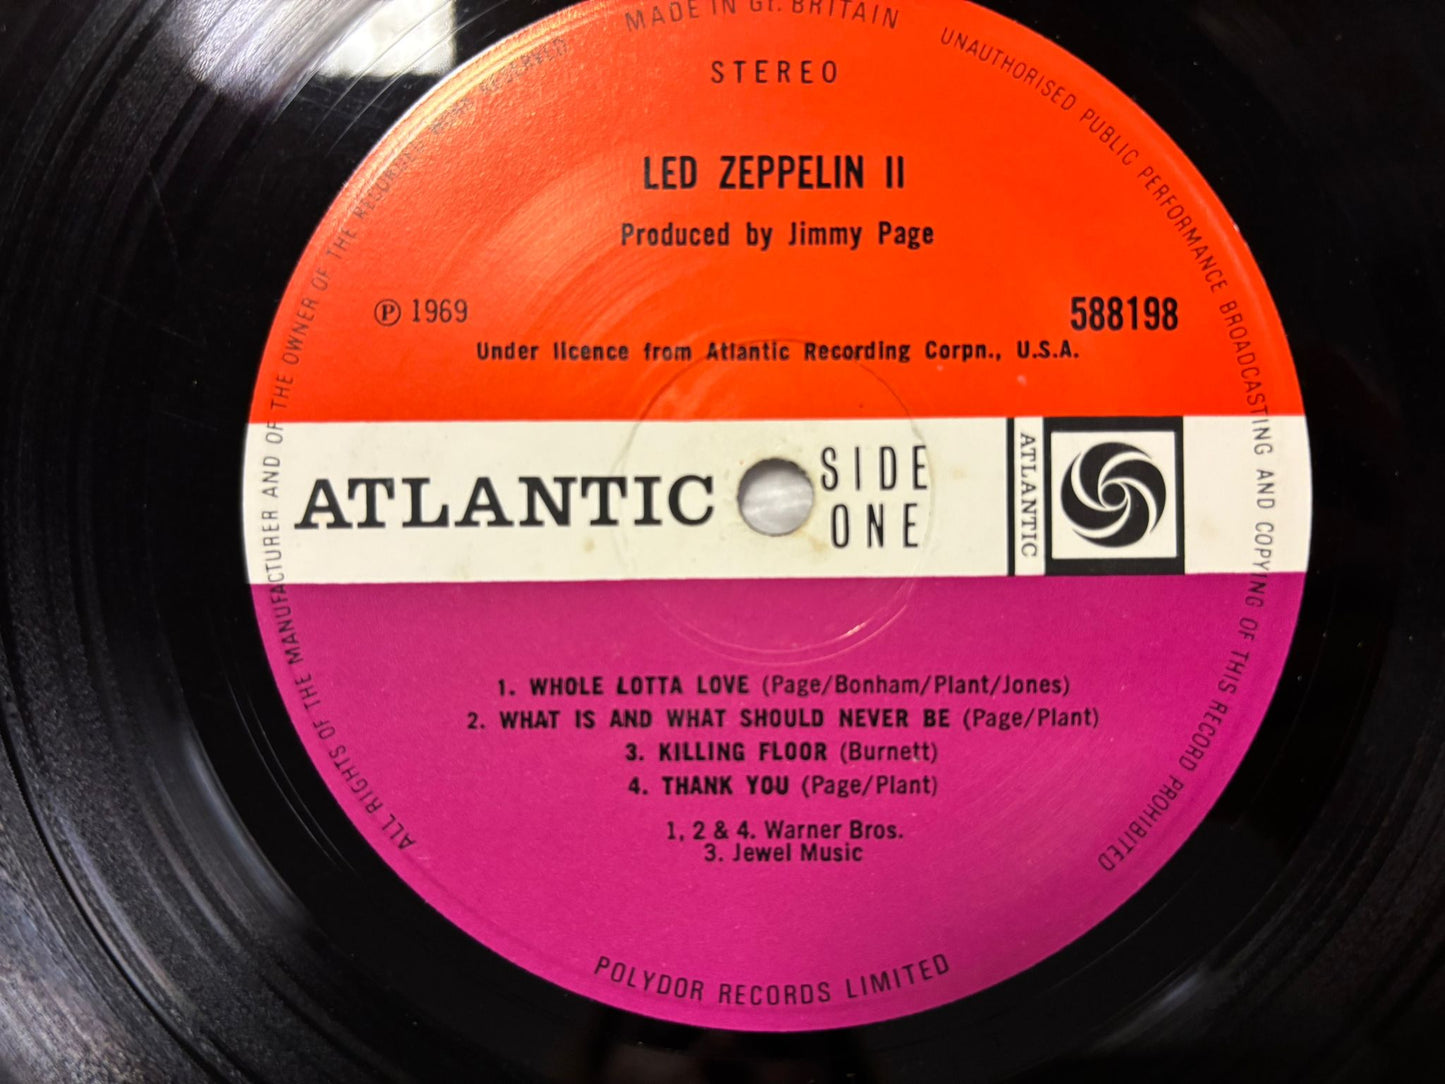 MADE IN Gt. BRITAIN
STEREO
LED ZEPPELIN II
Produced by Jimmy Page
℗ 1969
588198
Under licence from Atlantic Recording Corpn., U.S.A.
ATLANTIC
SIDE
ONE
ATLANTIC
1. WHOLE LOTTA LOVE (Page/Bonham/Plant/Jones)
2. WHAT IS AND WHAT SHOULD NEVER BE (Page/Plant)
3. KILLING FLOOR (Burnett)
4. THANK YOU (Page/Plant)
1, 2 & 4. Warner Bros.
3. Jewel Music
POLYDOR RECORDS LIMITED
ALL RIGHTS OF THE MANUFACTURER AND OF THE OWNER OF THE RECORDED WORK RESERVED
UNAUTHORISED PUBLIC PERFORMANCE BROADCASTING AND COPYING OF THIS RECORD PROHIBITED